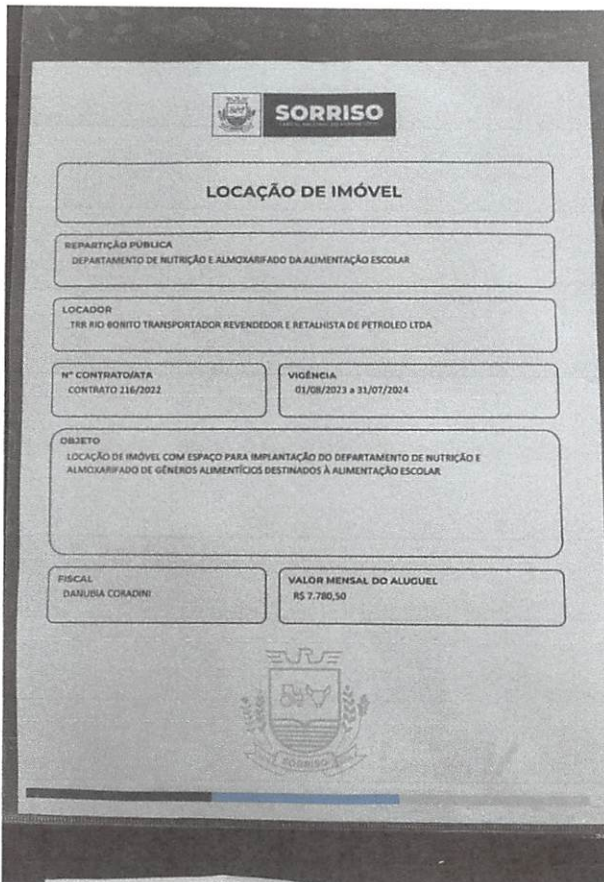 SORRISO
LOCAÇÃO DE IMÓVEL
REPARTIÇÃO PÚBLICA
DEPARTAMENTO DE NUTRIÇÃO E ALMOXARIFADO DA ALIMENTAÇÃO ESCOLAR
LOCADOR
TRR RIO BONITO TRANSPORTADOR REVENDEDOR E RETALHISTA DE PETROLEO LTDA
Nº CONTRATO/ATA
CONTRATO 216/2022
VIGÊNCIA
01/08/2023 a 31/07/2024
OBJETO
LOCAÇÃO DE IMÓVEL COM ESPAÇO PARA IMPLANTAÇÃO DO DEPARTAMENTO DE NUTRIÇÃO E
ALMOXARIFADO DE GÊNEROS ALIMENTÍCIOS DESTINADOS À ALIMENTAÇÃO ESCOLAR
FISCAL
DANUBIA CORADINI
VALOR MENSAL DO ALUGUEL
R$ 7.780,50
SORRISO